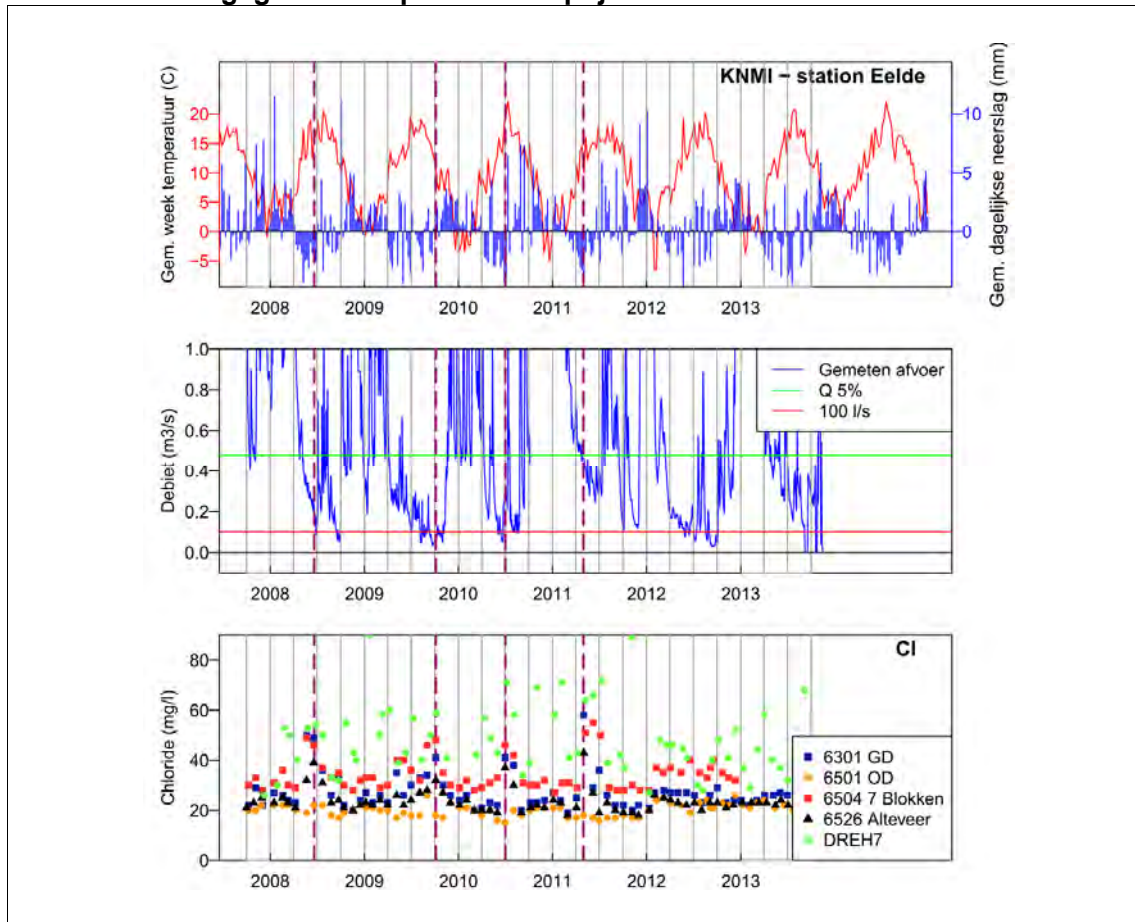 KNMI − station Eelde
Gem. week temperatuur (C)
20
15
10
5
0
−5
10
5
0
Gem. dagelijkse neerslag (mm)
2008 2009 2010 2011 2012 2013
Debiet (m3/s)
1.0
0.8
0.6
0.4
0.2
0.0
Gemeten afvoer
Q 5%
100 l/s
2008 2009 2010 2011 2012 2013
Cl
Chloride (mg/l)
80
60
40
20
0
6301 GD
6501 OD
6504 7 Blokken
6526 Alteveer
DREH7
2008 2009 2010 2011 2012 2013